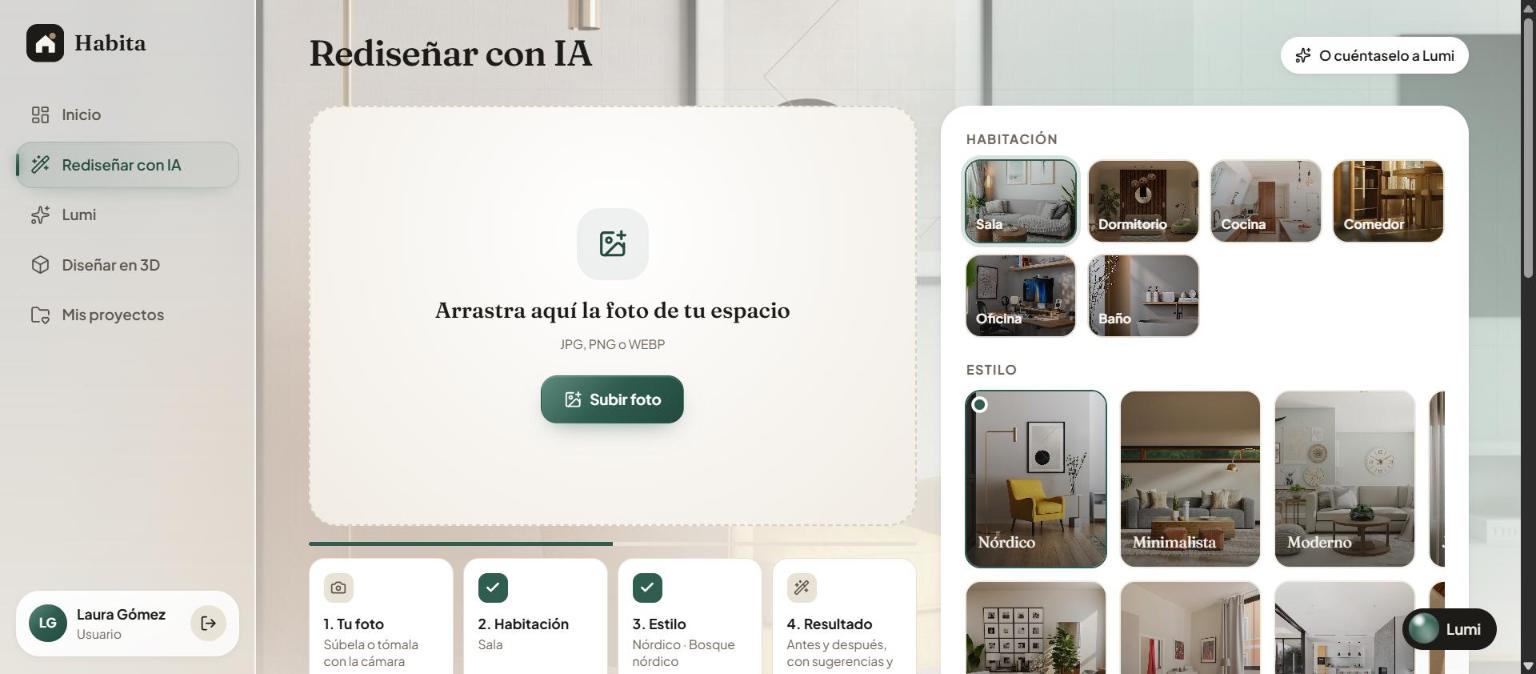 Habita
Inicio
Rediseñar con IA
Lumi
Diseñar en 3D
Mis proyectos
LG
Laura Gómez
Usuario
Rediseñar con IA
O cuéntaselo a Lumi
Arrastra aquí la foto de tu espacio
JPG, PNG o WEBP
Subir foto
1. Tu foto
Súbela o tómala
con la cámara
2. Habitación
Sala
3. Estilo
Nórdico · Bosque
nórdico
4. Resultado
Antes y después,
con sugerencias y
HABITACIÓN
Sala
Dormitorio
Cocina
Comedor
Oficina
Baño
ESTILO
Nórdico
Minimalista
Moderno
Lumi